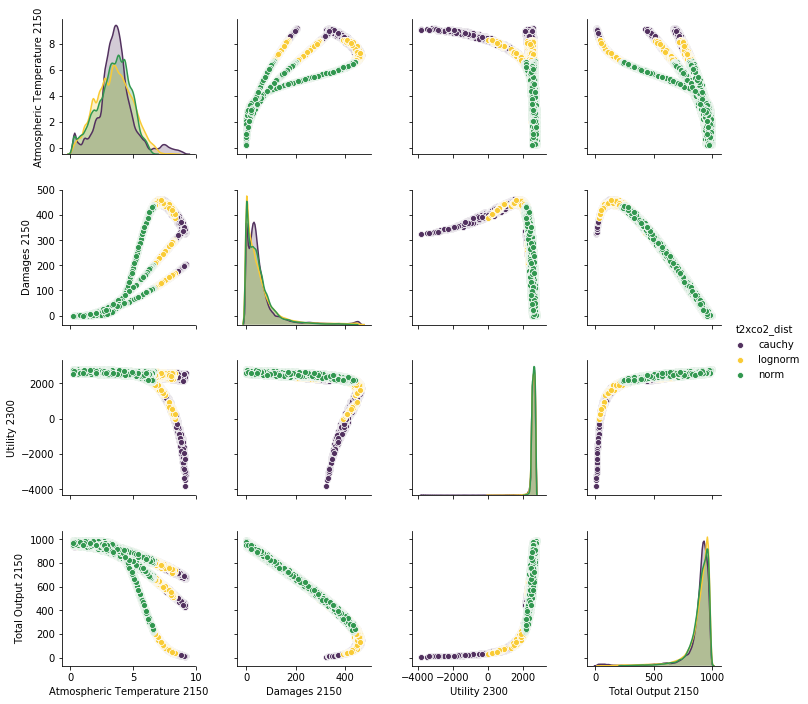 Atmospheric Temperature 2150
8
6
4
2
0
Damages 2150
500
400
300
200
100
0
t2xco2_dist
cauchy
lognorm
norm
Utility 2300
2000
0
−2000
−4000
Total Output 2150
1000
800
600
400
200
0
0 5 10
Atmospheric Temperature 2150
0 200 400
Damages 2150
−4000 −2000 0 2000
Utility 2300
0 500 1000
Total Output 2150